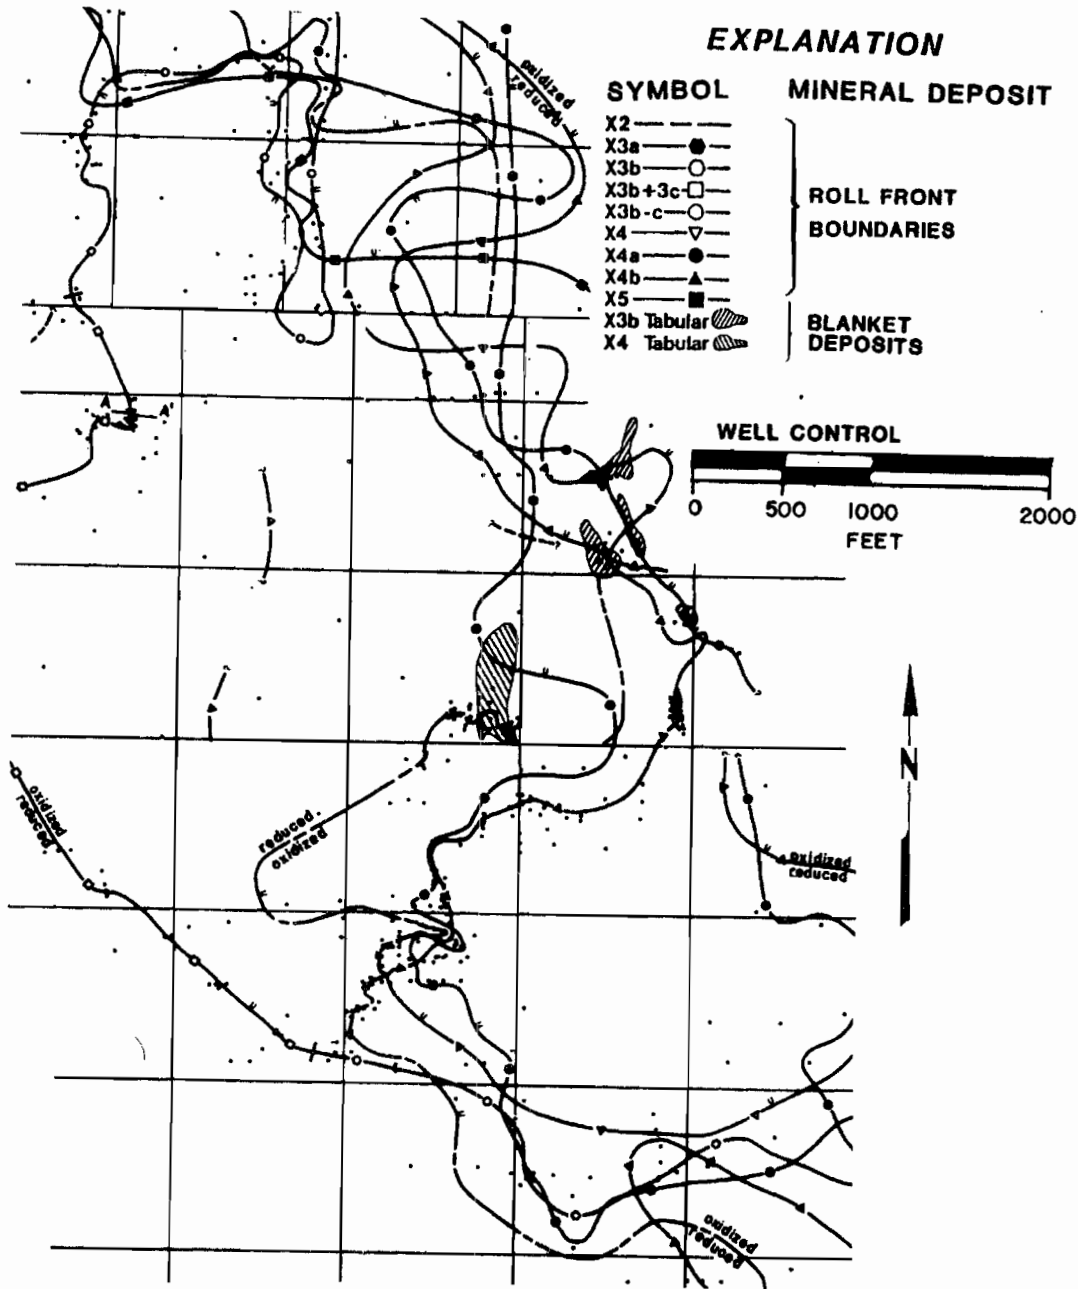 EXPLANATION
SYMBOL MINERAL DEPOSIT
X2
X3a
X3b
X3b+3c
X3b-c
X4
X4a
X4b
X5
ROLL FRONT
BOUNDARIES
X3b Tabular
X4 Tabular
BLANKET
DEPOSITS
WELL CONTROL
0 500 1000 2000
FEET
N
oxidized
reduced
A A'
oxidized
reduced
reduced
oxidized
oxidized
reduced
oxidized
reduced